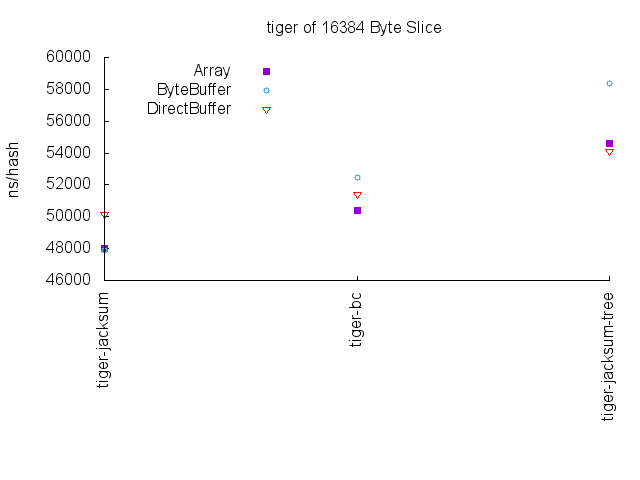 tiger of 16384 Byte Slice
60000
58000
56000
54000
52000
50000
48000
46000
ns/hash
Array
ByteBuffer
DirectBuffer
tiger-jacksum
tiger-bc
tiger-jacksum-tree